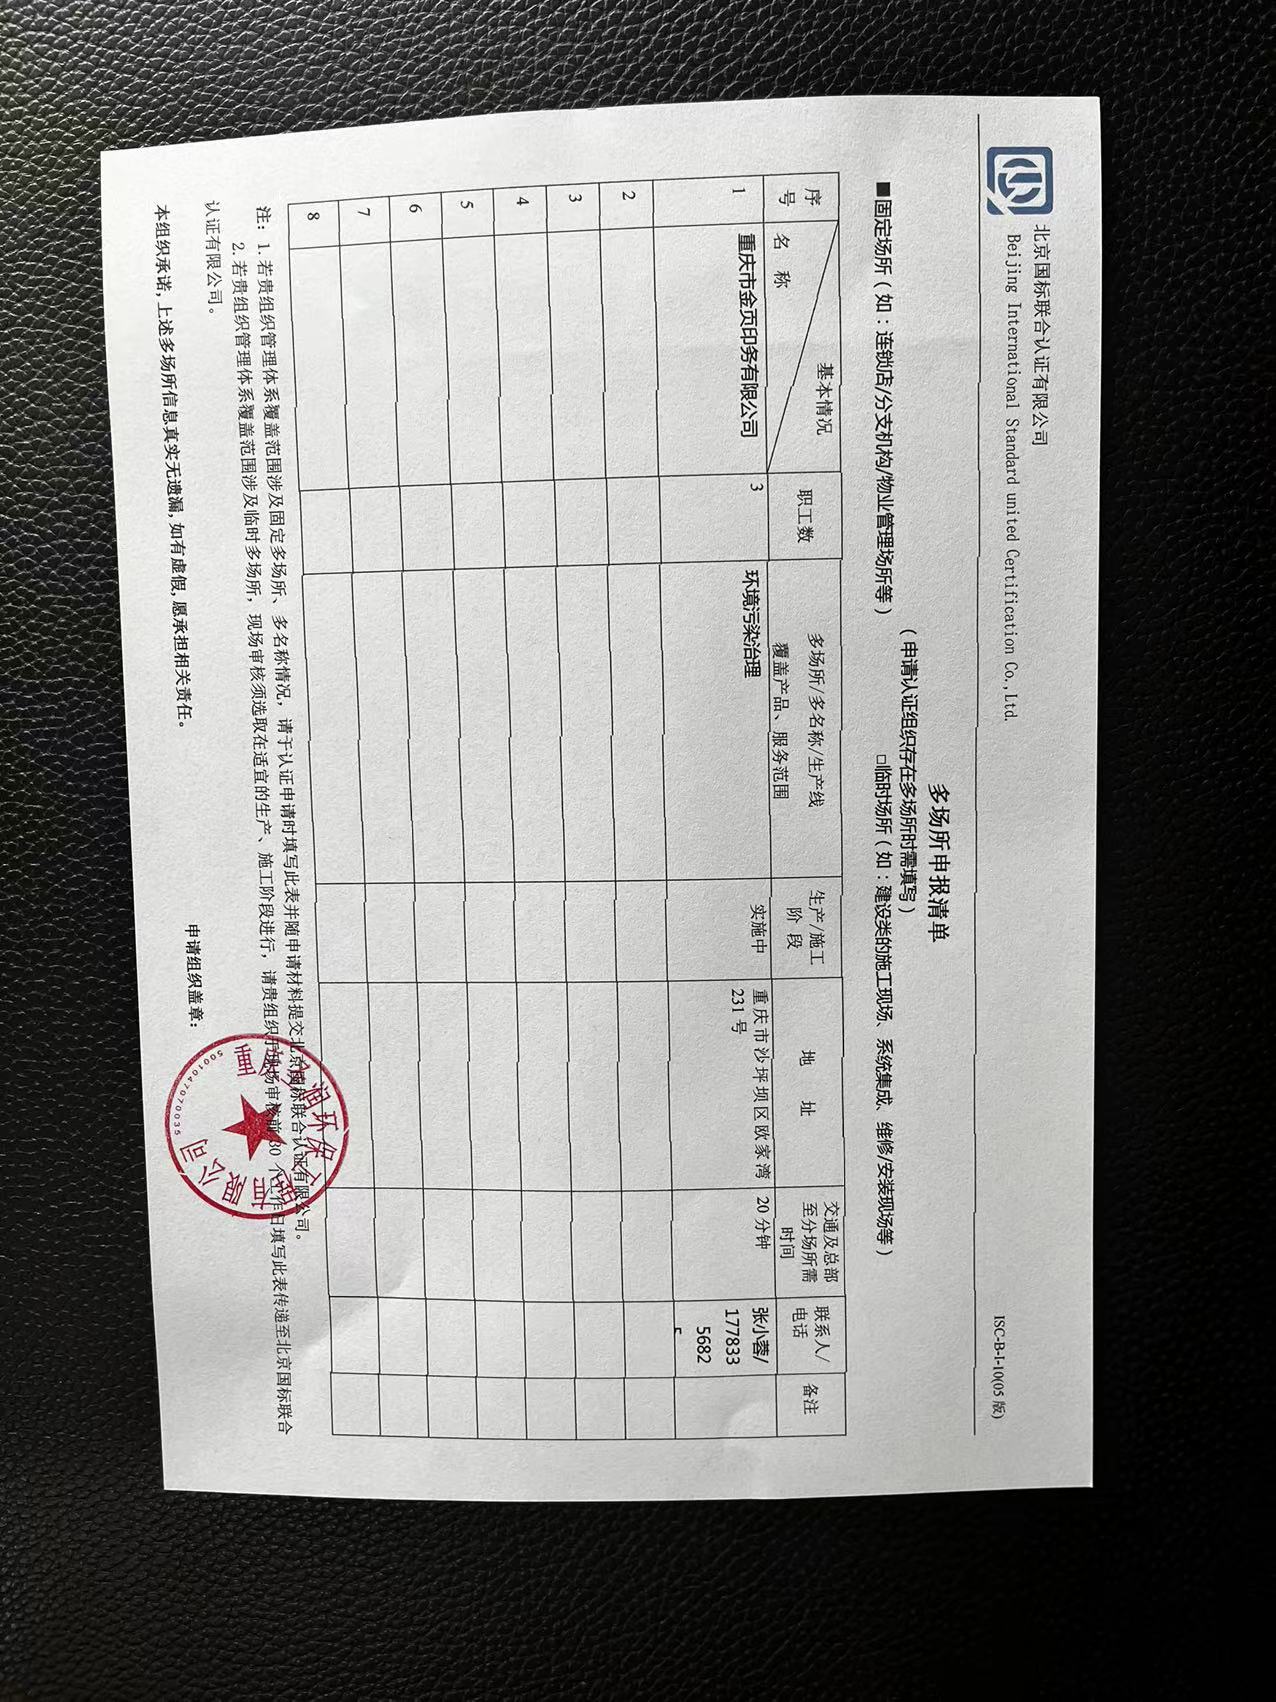 北京国标联合认证有限公司
Beijing International Standard united Certification Co.,Ltd.
ISC-B-I-10(05 版)
多场所申报清单
（申请认证组织存在多场所时需填写）
■固定场所（如：连锁店/分支机构/物业管理场所等） □临时场所（如：建设类的施工现场、系统集成、维修/安装现场等）
序号 基本情况 名 称 职工数 多场所/多名称/生产线覆盖产品、服务范围 生产/施工阶 段 地 址 交通及总部至分场所需时间 联系人/电话 备注
1 重庆市金页印务有限公司 3 环境污染治理 实施中 重庆市沙坪坝区欧家湾231号 20分钟 张小蓉/1778335682
2
3
4
5
6
7
8
注：1. 若贵组织管理体系覆盖范围涉及固定多场所、多名称情况，请于认证申请时填写此表并随申请材料提交北京国标联合认证有限公司。
2. 若贵组织管理体系覆盖范围涉及临时多场所，现场审核须选取在适宜的生产、施工阶段进行，请贵组织于现场审核前30个工作日填写此表传递至北京国标联合
认证有限公司。
本组织承诺，上述多场所信息真实无遗漏，如有虚假，愿承担相关责任。
申请组织盖章：
5001047070035